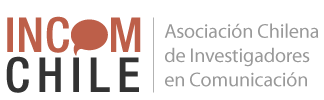 INCOM
CHILE
Asociación Chilena
de Investigadores
en Comunicación